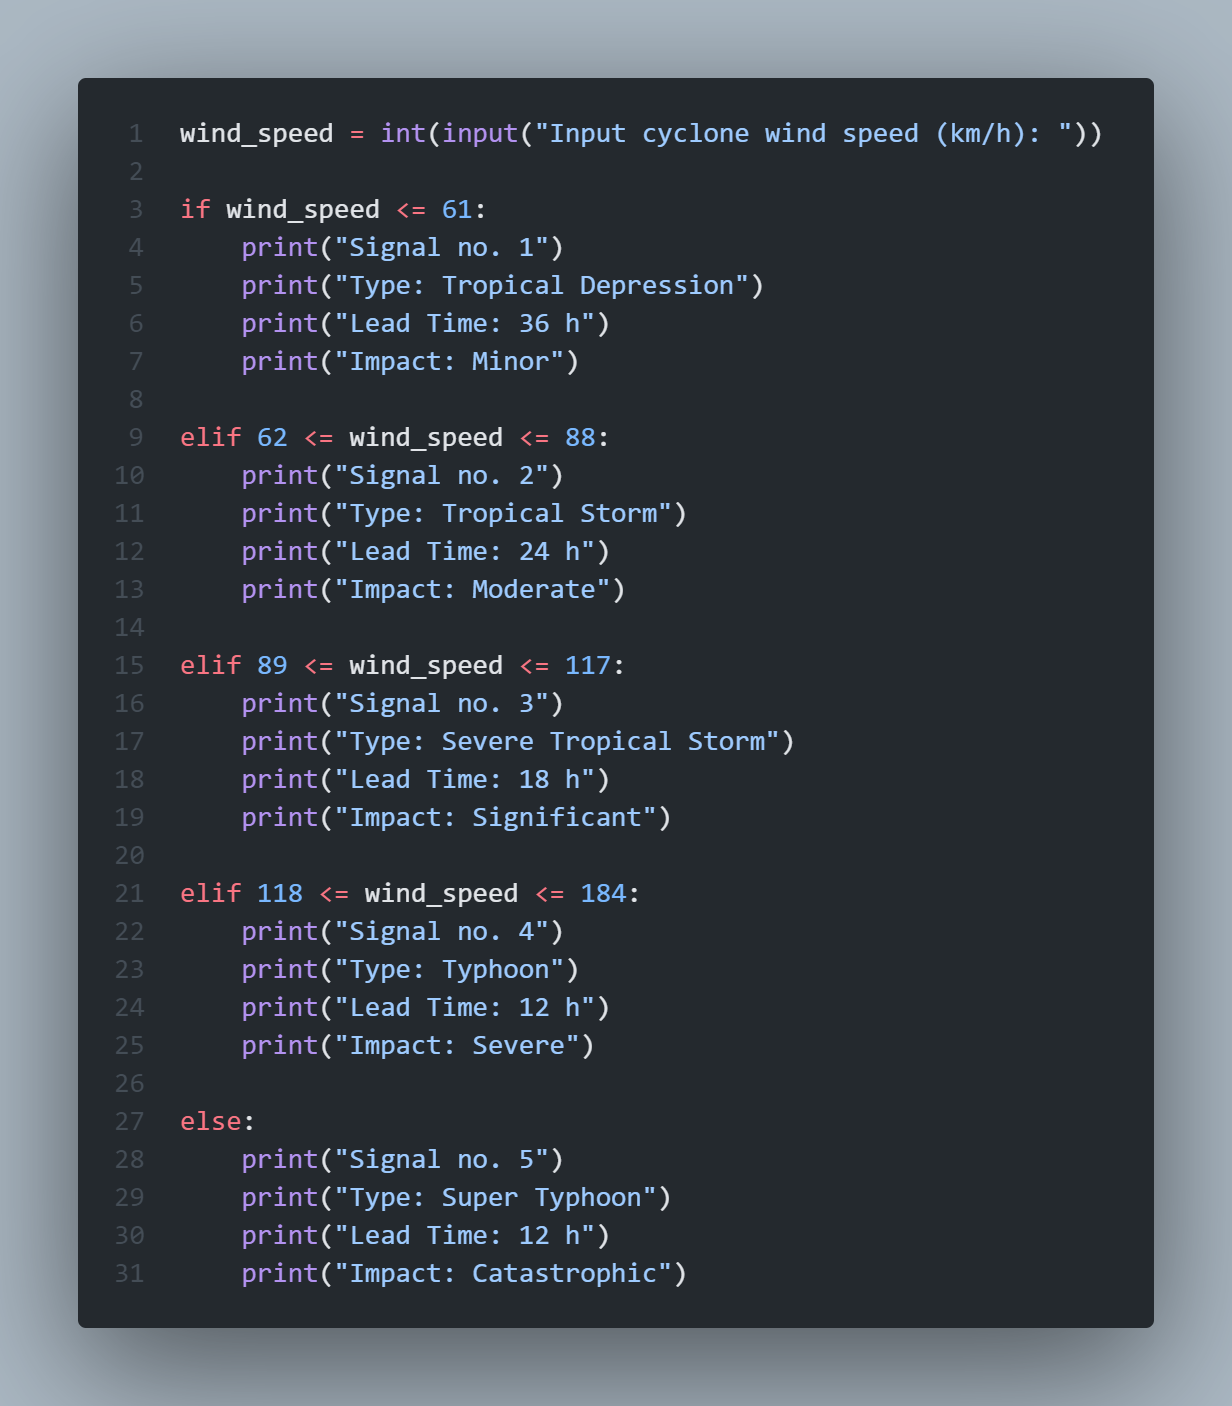 1 wind_speed = int(input("Input cyclone wind speed (km/h): "))
2
3 if wind_speed <= 61:
4     print("Signal no. 1")
5     print("Type: Tropical Depression")
6     print("Lead Time: 36 h")
7     print("Impact: Minor")
8
9 elif 62 <= wind_speed <= 88:
10     print("Signal no. 2")
11     print("Type: Tropical Storm")
12     print("Lead Time: 24 h")
13     print("Impact: Moderate")
14
15 elif 89 <= wind_speed <= 117:
16     print("Signal no. 3")
17     print("Type: Severe Tropical Storm")
18     print("Lead Time: 18 h")
19     print("Impact: Significant")
20
21 elif 118 <= wind_speed <= 184:
22     print("Signal no. 4")
23     print("Type: Typhoon")
24     print("Lead Time: 12 h")
25     print("Impact: Severe")
26
27 else:
28     print("Signal no. 5")
29     print("Type: Super Typhoon")
30     print("Lead Time: 12 h")
31     print("Impact: Catastrophic")